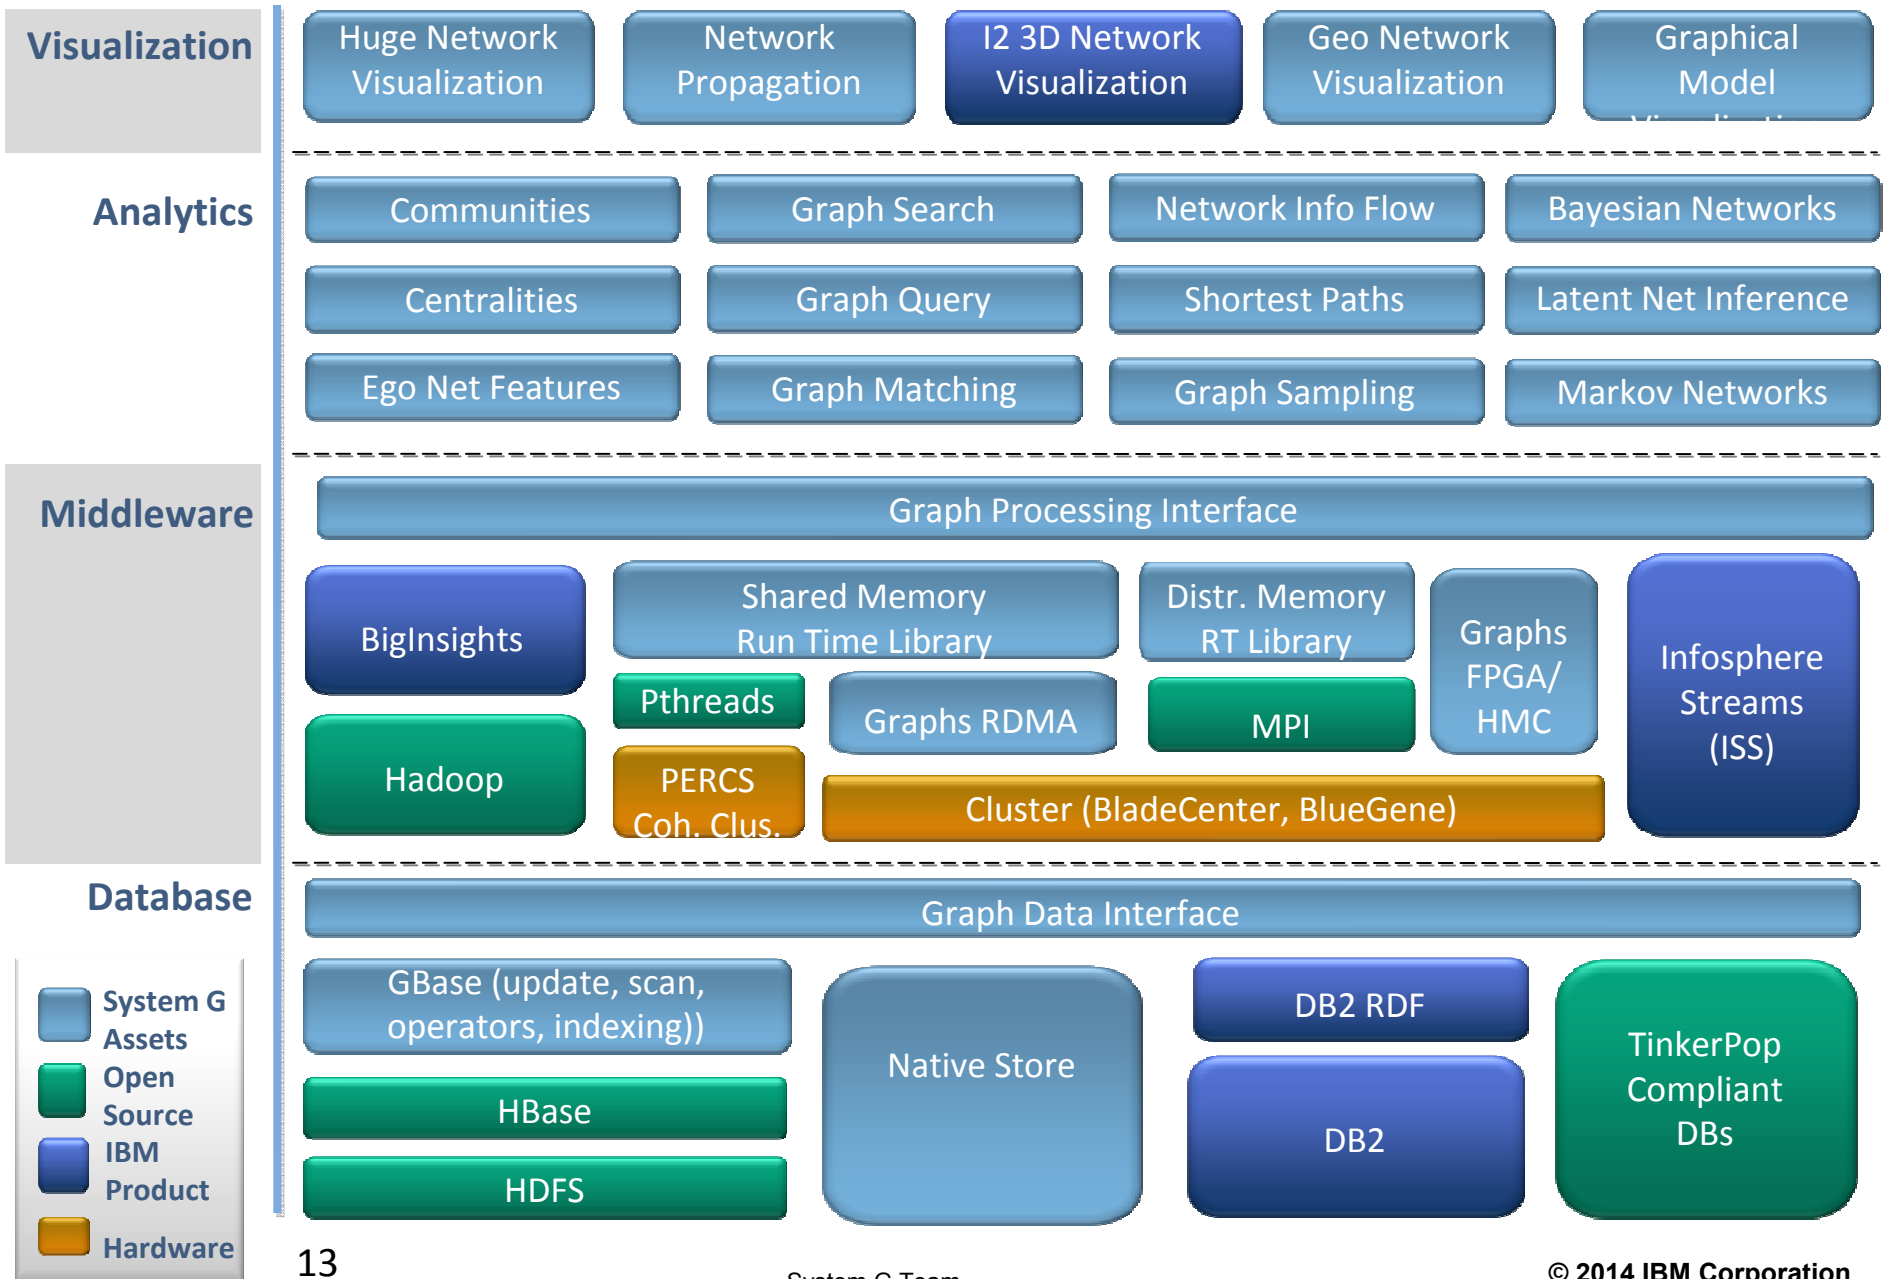 Visualization
Huge Network
Visualization
Network
Propagation
I2 3D Network
Visualization
Geo Network
Visualization
Graphical
Model
Analytics
Communities
Graph Search
Network Info Flow
Bayesian Networks
Centralities
Graph Query
Shortest Paths
Latent Net Inference
Ego Net Features
Graph Matching
Graph Sampling
Markov Networks
Middleware
Graph Processing Interface
BigInsights
Hadoop
Shared Memory
Run Time Library
Pthreads
Graphs RDMA
PERCS
Coh. Clus.
Distr. Memory
RT Library
MPI
Graphs
FPGA/
HMC
Cluster (BladeCenter, BlueGene)
Infosphere
Streams
(ISS)
Database
Graph Data Interface
GBase (update, scan,
operators, indexing))
HBase
HDFS
Native Store
DB2 RDF
DB2
TinkerPop
Compliant
DBs
System G
Assets
Open
Source
IBM
Product
Hardware
13
System G Team
© 2014 IBM Corporation